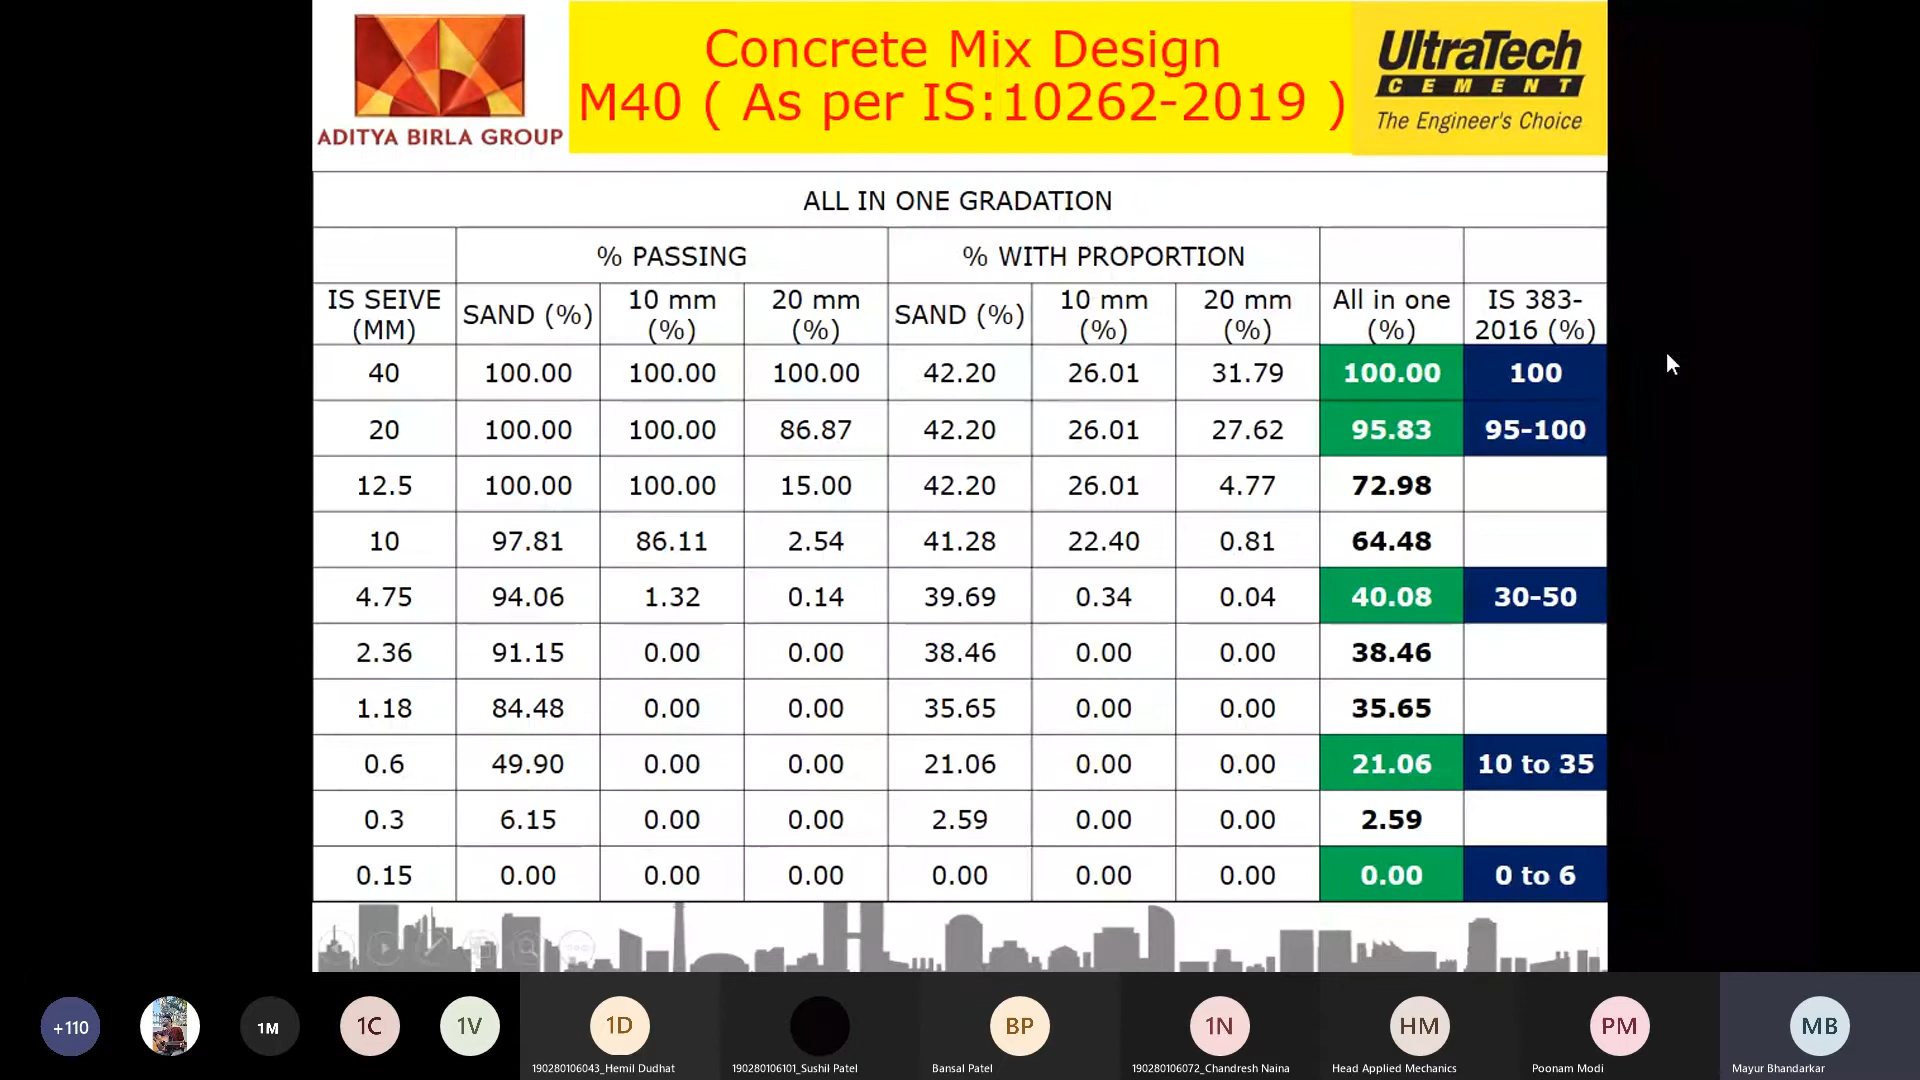 ADITYA BIRLA GROUP
Concrete Mix Design
M40 ( As per IS:10262-2019 )
UltraTech
CEMENT
The Engineer's Choice
ALL IN ONE GRADATION
% PASSING % WITH PROPORTION
IS SEIVE (MM) SAND (%) 10 mm (%) 20 mm (%) SAND (%) 10 mm (%) 20 mm (%) All in one (%) IS 383-2016 (%)
40 100.00 100.00 100.00 42.20 26.01 31.79 100.00 100
20 100.00 100.00 86.87 42.20 26.01 27.62 95.83 95-100
12.5 100.00 100.00 15.00 42.20 26.01 4.77 72.98
10 97.81 86.11 2.54 41.28 22.40 0.81 64.48
4.75 94.06 1.32 0.14 39.69 0.34 0.04 40.08 30-50
2.36 91.15 0.00 0.00 38.46 0.00 0.00 38.46
1.18 84.48 0.00 0.00 35.65 0.00 0.00 35.65
0.6 49.90 0.00 0.00 21.06 0.00 0.00 21.06 10 to 35
0.3 6.15 0.00 0.00 2.59 0.00 0.00 2.59
0.15 0.00 0.00 0.00 0.00 0.00 0.00 0.00 0 to 6
+110 1M 1C 1V 1D BP 1N HM PM MB
190280106043_Hemil Dudhat 190280106101_Sushil Patel Bansal Patel 190280106072_Chandresh Naina Head Applied Mechanics Poonam Modi Mayur Bhandarkar